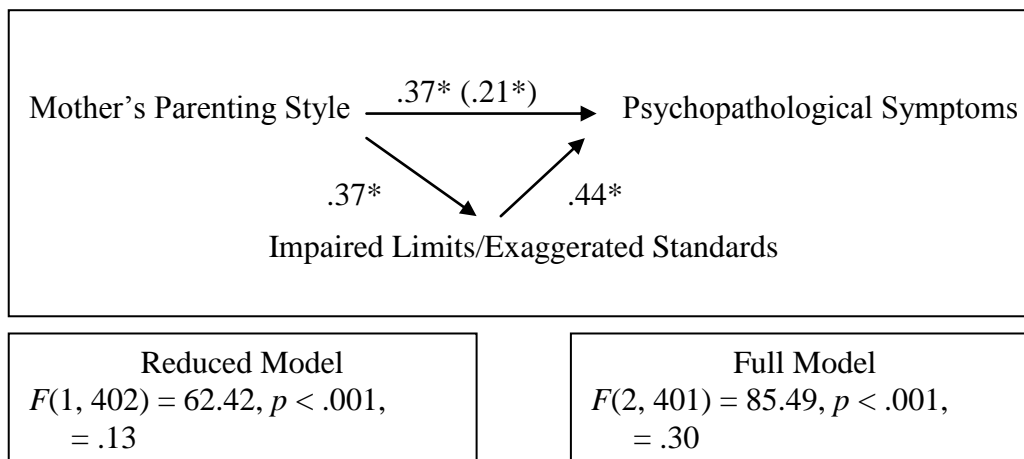 .37* (.21*)
Mother’s Parenting Style
Psychopathological Symptoms
.37*
.44*
Impaired Limits/Exaggerated Standards
Reduced Model
F(1, 402) = 62.42, p < .001,
= .13
Full Model
F(2, 401) = 85.49, p < .001,
= .30